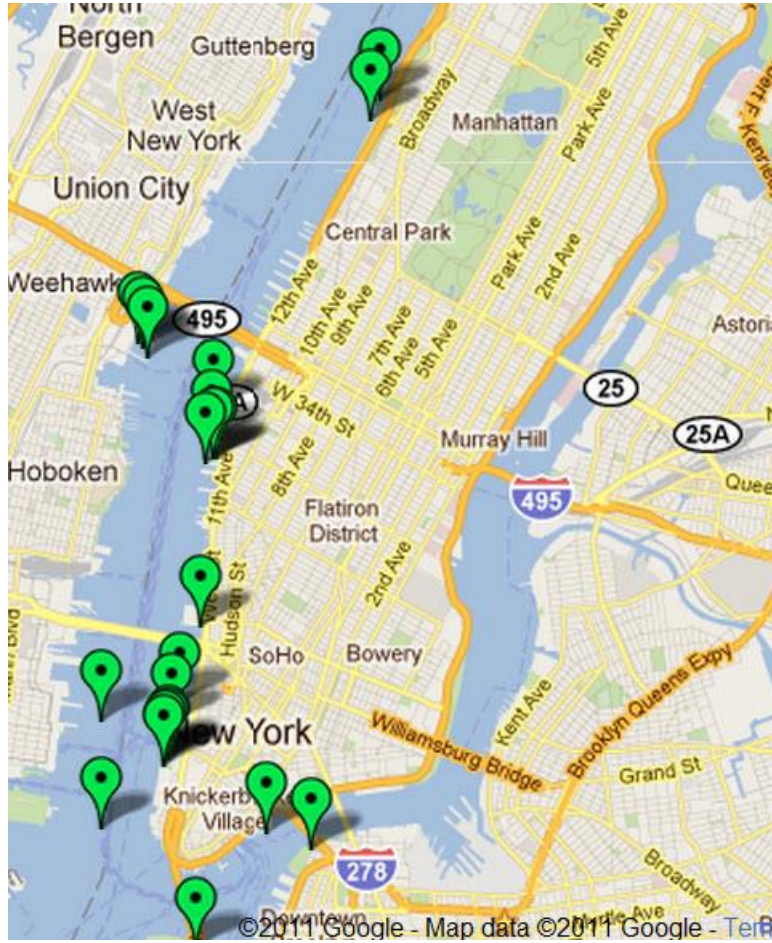 North
Bergen
Guttenberg
West
New York
Union City
Manhattan
Broadway
5th Ave
Park Ave
Central Park
Park Ave
2nd Ave
12th Ave
10th Ave
9th Ave
7th Ave
6th Ave
5th Ave
Weehawk
495
Astoria
25
25A
W 34th St
Murray Hill
495
Hoboken
11th Ave
8th Ave
Flatiron
District
2nd Ave
Hudson St
SoHo
Bowery
Kent Ave
Brooklyn Queens Expy
Williamsburg Bridge
New York
Grand St
Village
278
Broadway
Downtown
©2011 Google - Map data ©2011 Google -